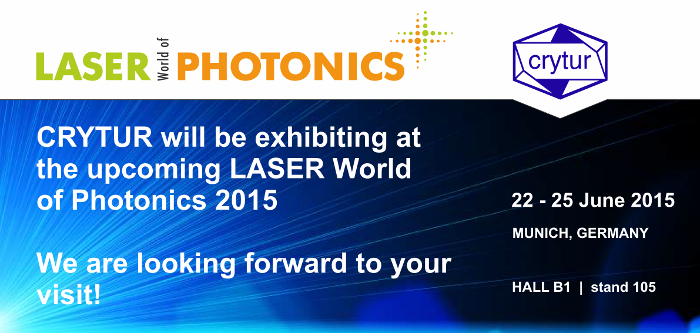 LASER World of PHOTONICS
crytur
CRYTUR will be exhibiting at
the upcoming LASER World
of Photonics 2015
We are looking forward to your
visit!
22 - 25 June 2015
MUNICH, GERMANY
HALL B1 | stand 105